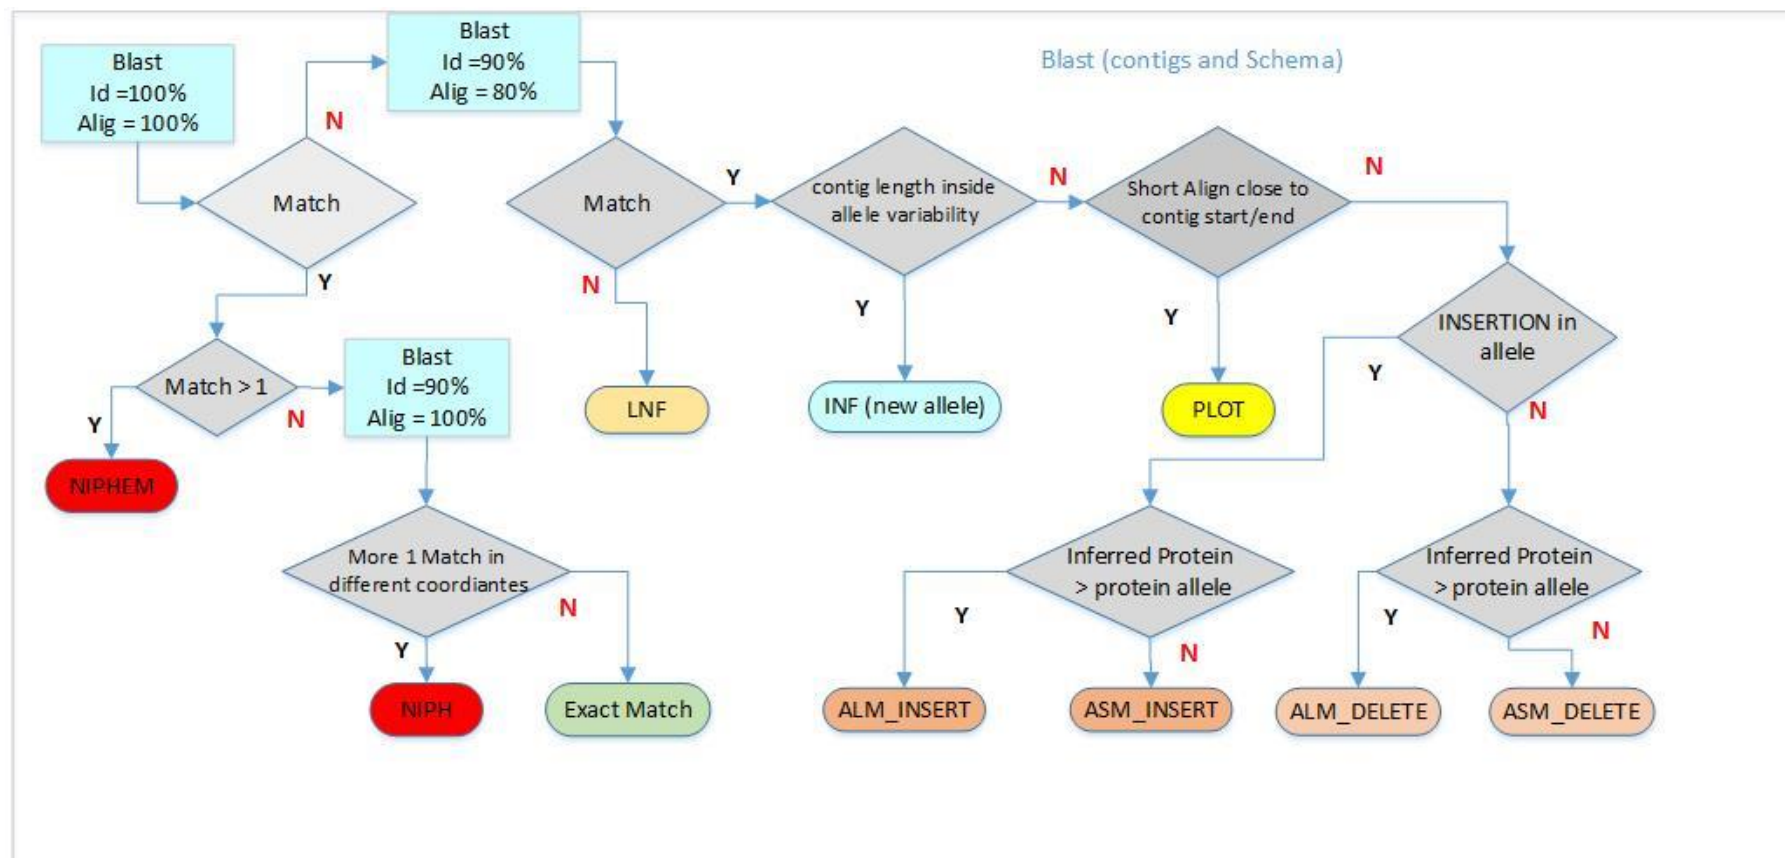 Blast
Id =100%
Alig = 100%
Blast
Id =90%
Alig = 80%
Blast (contigs and Schema)
N
Match
Match
Y
contig length inside
allele variability
N
Short Align close to
contig start/end
N
Y
N
Y
Y
INSERTION in
allele
Match > 1
Y
N
Blast
Id =90%
Alig = 100%
LNF
INF (new allele)
PLOT
Y
N
NIPHEM
More 1 Match in
different coordiantes
N
Y
Inferred Protein
> protein allele
Y
N
Inferred Protein
> protein allele
Y
N
NIPH
Exact Match
ALM_INSERT
ASM_INSERT
ALM_DELETE
ASM_DELETE